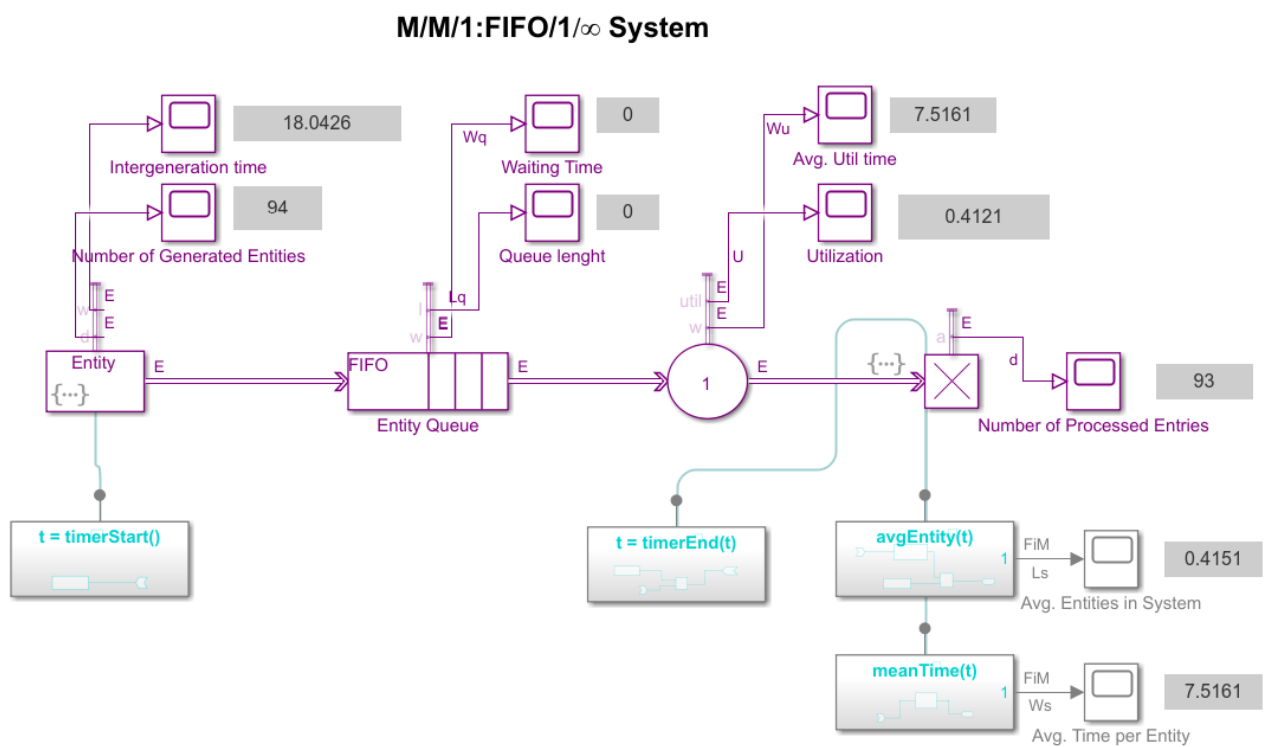 M/M/1:FIFO/1/∞ System
18.0426
Intergeneration time
94
Number of Generated Entities
0
Wq
Waiting Time
0
Queue lenght
Lq
7.5161
Wu
Avg. Util time
0.4121
U
Utilization
w
E
d
E
l
w
E
util
E
w
E
a
E
d
Entity
{...}
E
FIFO
Entity Queue
E
1
E
{...}
93
Number of Processed Entries
t = timerStart()
t = timerEnd(t)
avgEntity(t)
1
FiM
Ls
0.4151
Avg. Entities in System
meanTime(t)
1
FiM
Ws
7.5161
Avg. Time per Entity